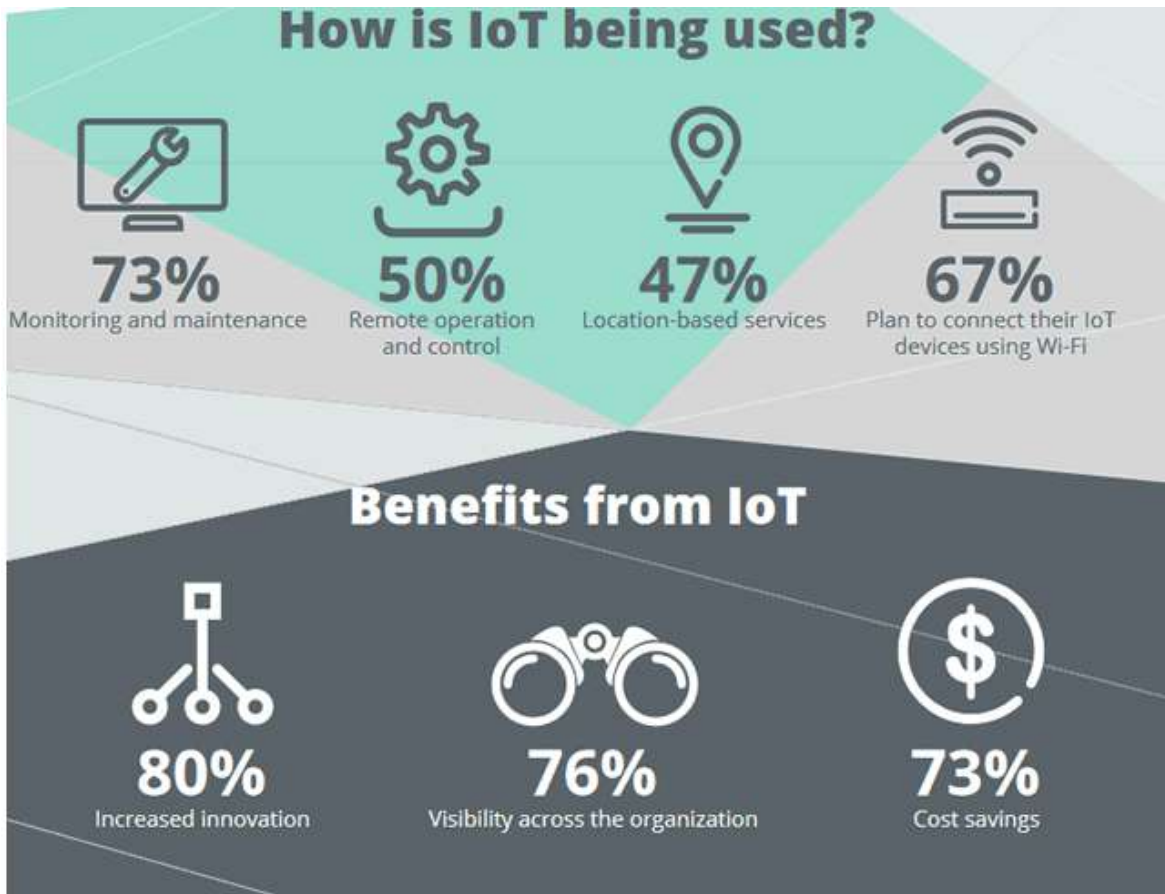 How is IoT being used?
73%
Monitoring and maintenance
50%
Remote operation
and control
47%
Location-based services
67%
Plan to connect their IoT
devices using Wi-Fi
Benefits from IoT
80%
Increased innovation
76%
Visibility across the organization
$
73%
Cost savings